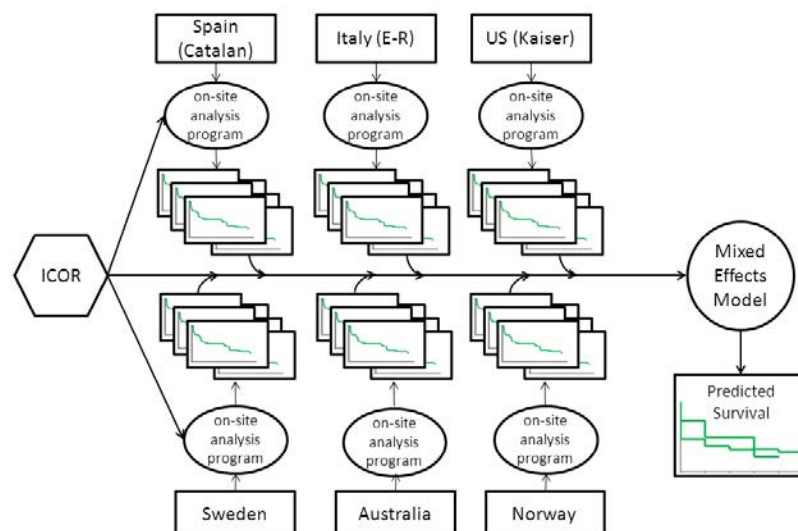 Spain
(Catalan)
Italy (E-R)
US (Kaiser)
on-site
analysis
program
on-site
analysis
program
on-site
analysis
program
ICOR
Mixed
Effects
Model
Predicted
Survival
on-site
analysis
program
on-site
analysis
program
on-site
analysis
program
Sweden
Australia
Norway